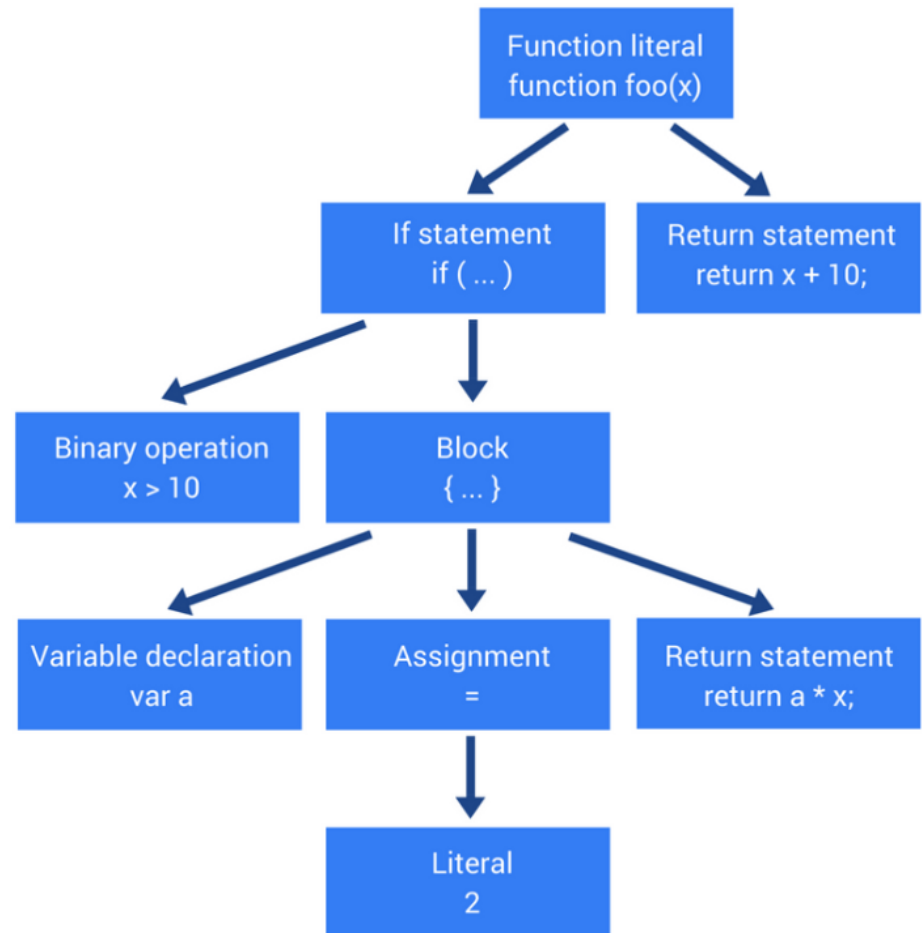 Function literal
function foo(x)
If statement
if ( ... )
Return statement
return x + 10;
Binary operation
x > 10
Block
{ ... }
Variable declaration
var a
Assignment
=
Return statement
return a * x;
Literal
2